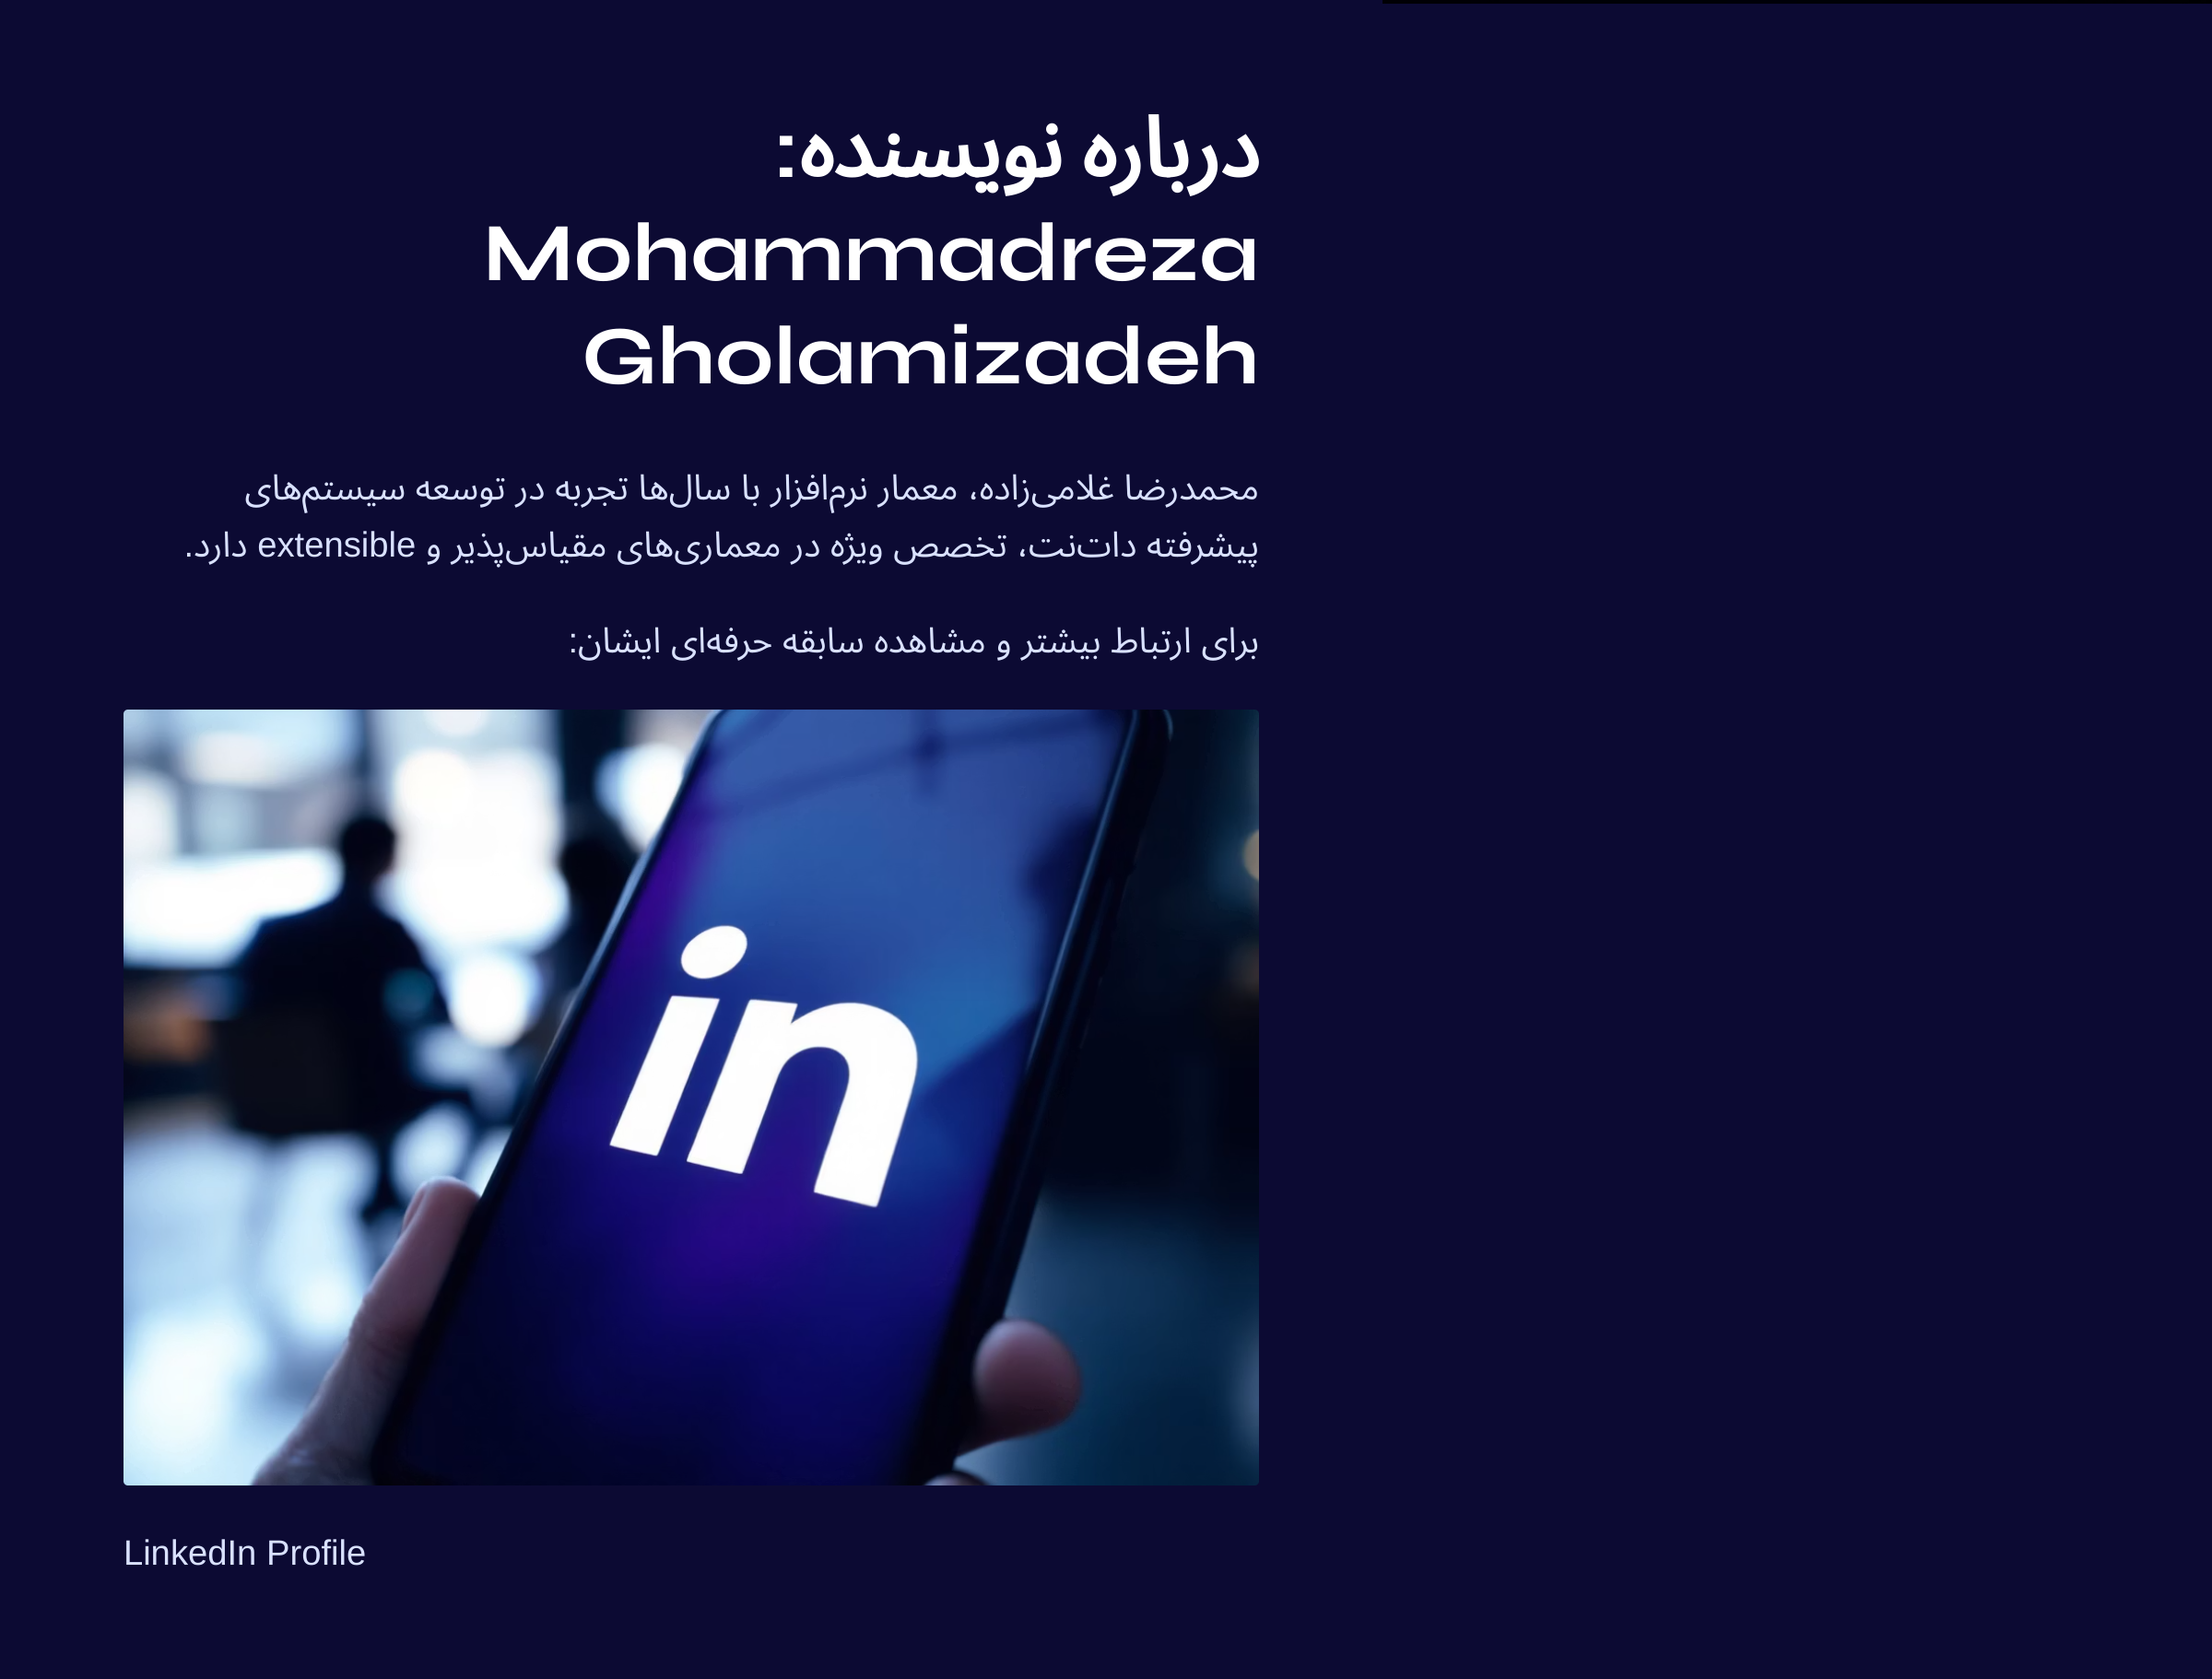 درباره نویسنده:
Mohammadreza
Gholamizadeh
محمدرضا غلامی‌زاده، معمار نرم‌افزار با سال‌ها تجربه در توسعه سیستم‌های
پیشرفته دات‌نت، تخصص ویژه در معماری‌های مقیاس‌پذیر و extensible دارد.
برای ارتباط بیشتر و مشاهده سابقه حرفه‌ای ایشان:
in
LinkedIn Profile